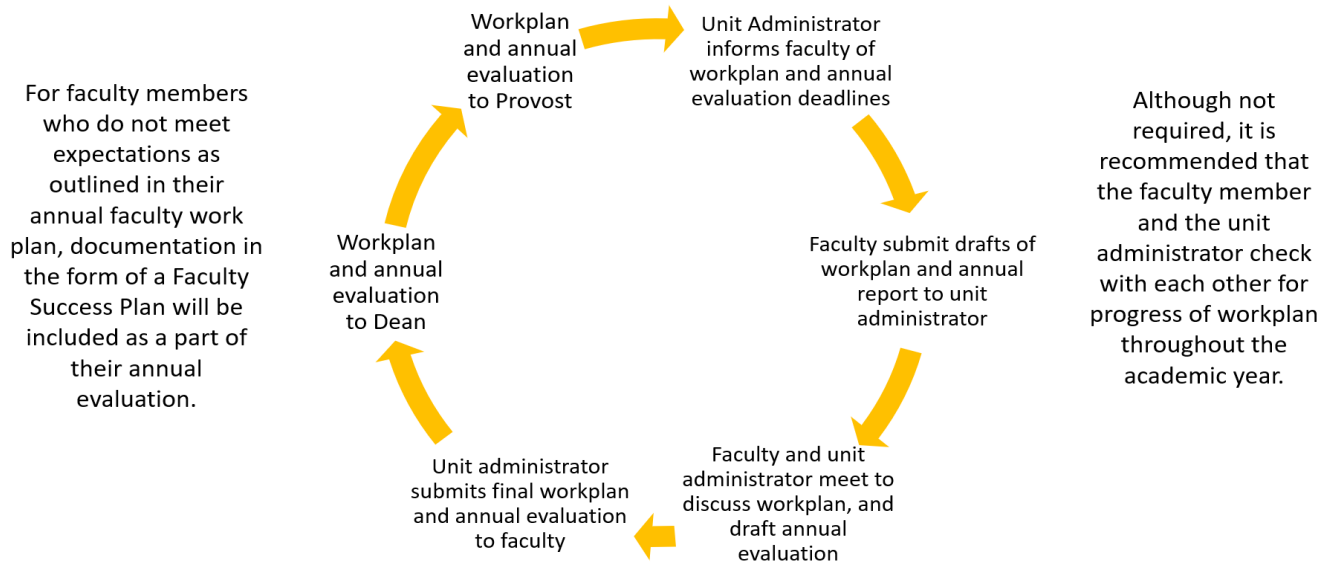 For faculty members
who do not meet
expectations as
outlined in their
annual faculty work
plan, documentation in
the form of a Faculty
Success Plan will be
included as a part of
their annual
evaluation.
Workplan
and annual
evaluation
to Provost
Unit Administrator
informs faculty of
workplan and annual
evaluation deadlines
Faculty submit drafts of
workplan and annual
report to unit
administrator
Faculty and unit
administrator meet to
discuss workplan, and
draft annual
evaluation
Unit administrator
submits final workplan
and annual evaluation
to faculty
Workplan
and annual
evaluation
to Dean
Although not
required, it is
recommended that
the faculty member
and the unit
administrator check
with each other for
progress of workplan
throughout the
academic year.